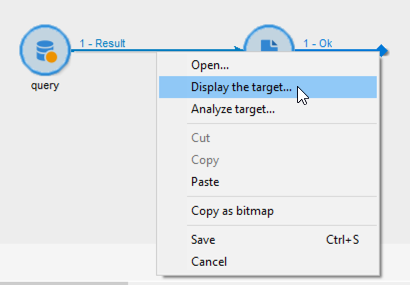 1 - Result
1 - Ok
query
Open...
Display the target...
Analyze target...
Cut
Copy
Paste
Copy as bitmap
Save Ctrl+S
Cancel